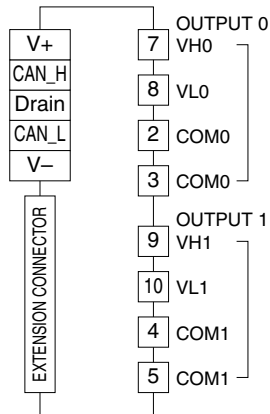 V+
CAN_H
Drain
CAN_L
V−
EXTENSION CONNECTOR
OUTPUT 0
7 VH0
8 VL0
2 COM0
3 COM0
OUTPUT 1
9 VH1
10 VL1
4 COM1
5 COM1